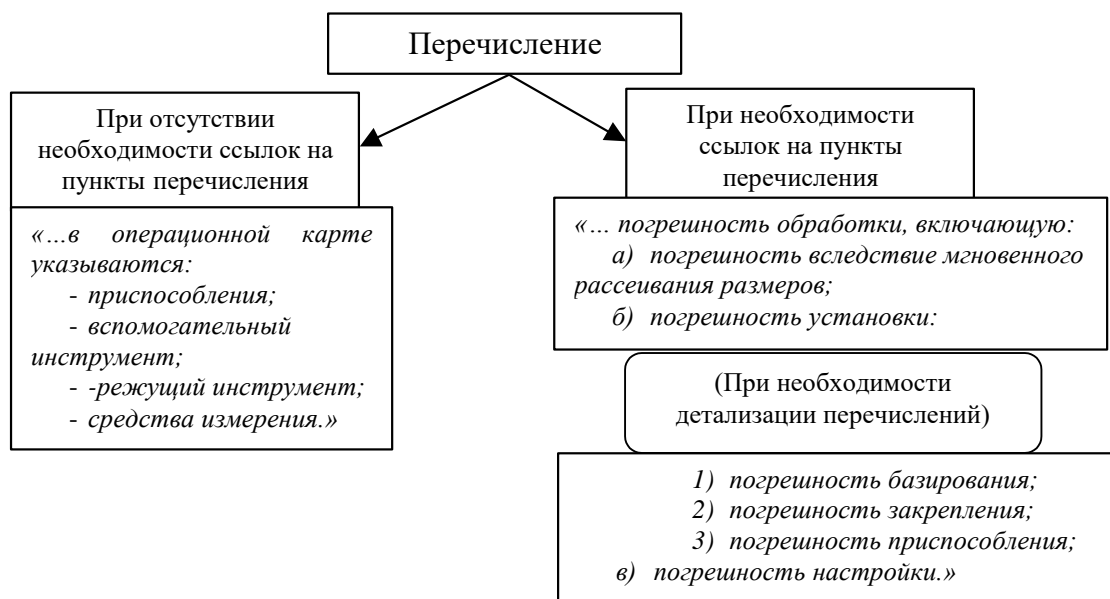 Перечисление
При отсутствии
необходимости ссылок на
пункты перечисления
«…в операционной карте
указываются:
- приспособления;
- вспомогательный
инструмент;
- -режущий инструмент;
- средства измерения.»
При необходимости
ссылок на пункты
перечисления
«… погрешность обработки, включающую:
а) погрешность вследствие мгновенного
рассеивания размеров;
б) погрешность установки:
(При необходимости
детализации перечислений)
1) погрешность базирования;
2) погрешность закрепления;
3) погрешность приспособления;
в) погрешность настройки.»